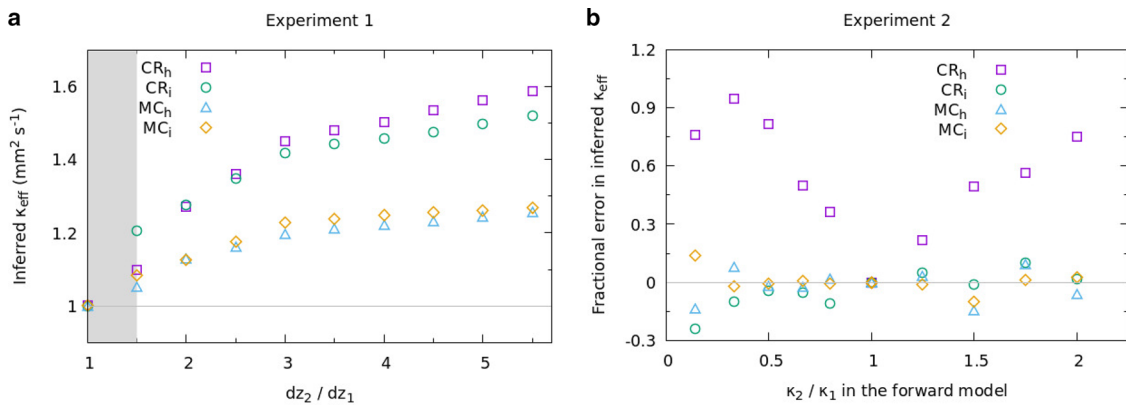 a
Experiment 1
CRh
CRi
MCh
MCi
1.6
1.4
1.2
1
Inferred κeff (mm² s⁻¹)
1 2 3 4 5
dz2 / dz1
b
Experiment 2
CRh
CRi
MCh
MCi
1.2
0.9
0.6
0.3
0
-0.3
Fractional error in inferred κeff
0 0.5 1 1.5 2
κ2 / κ1 in the forward model